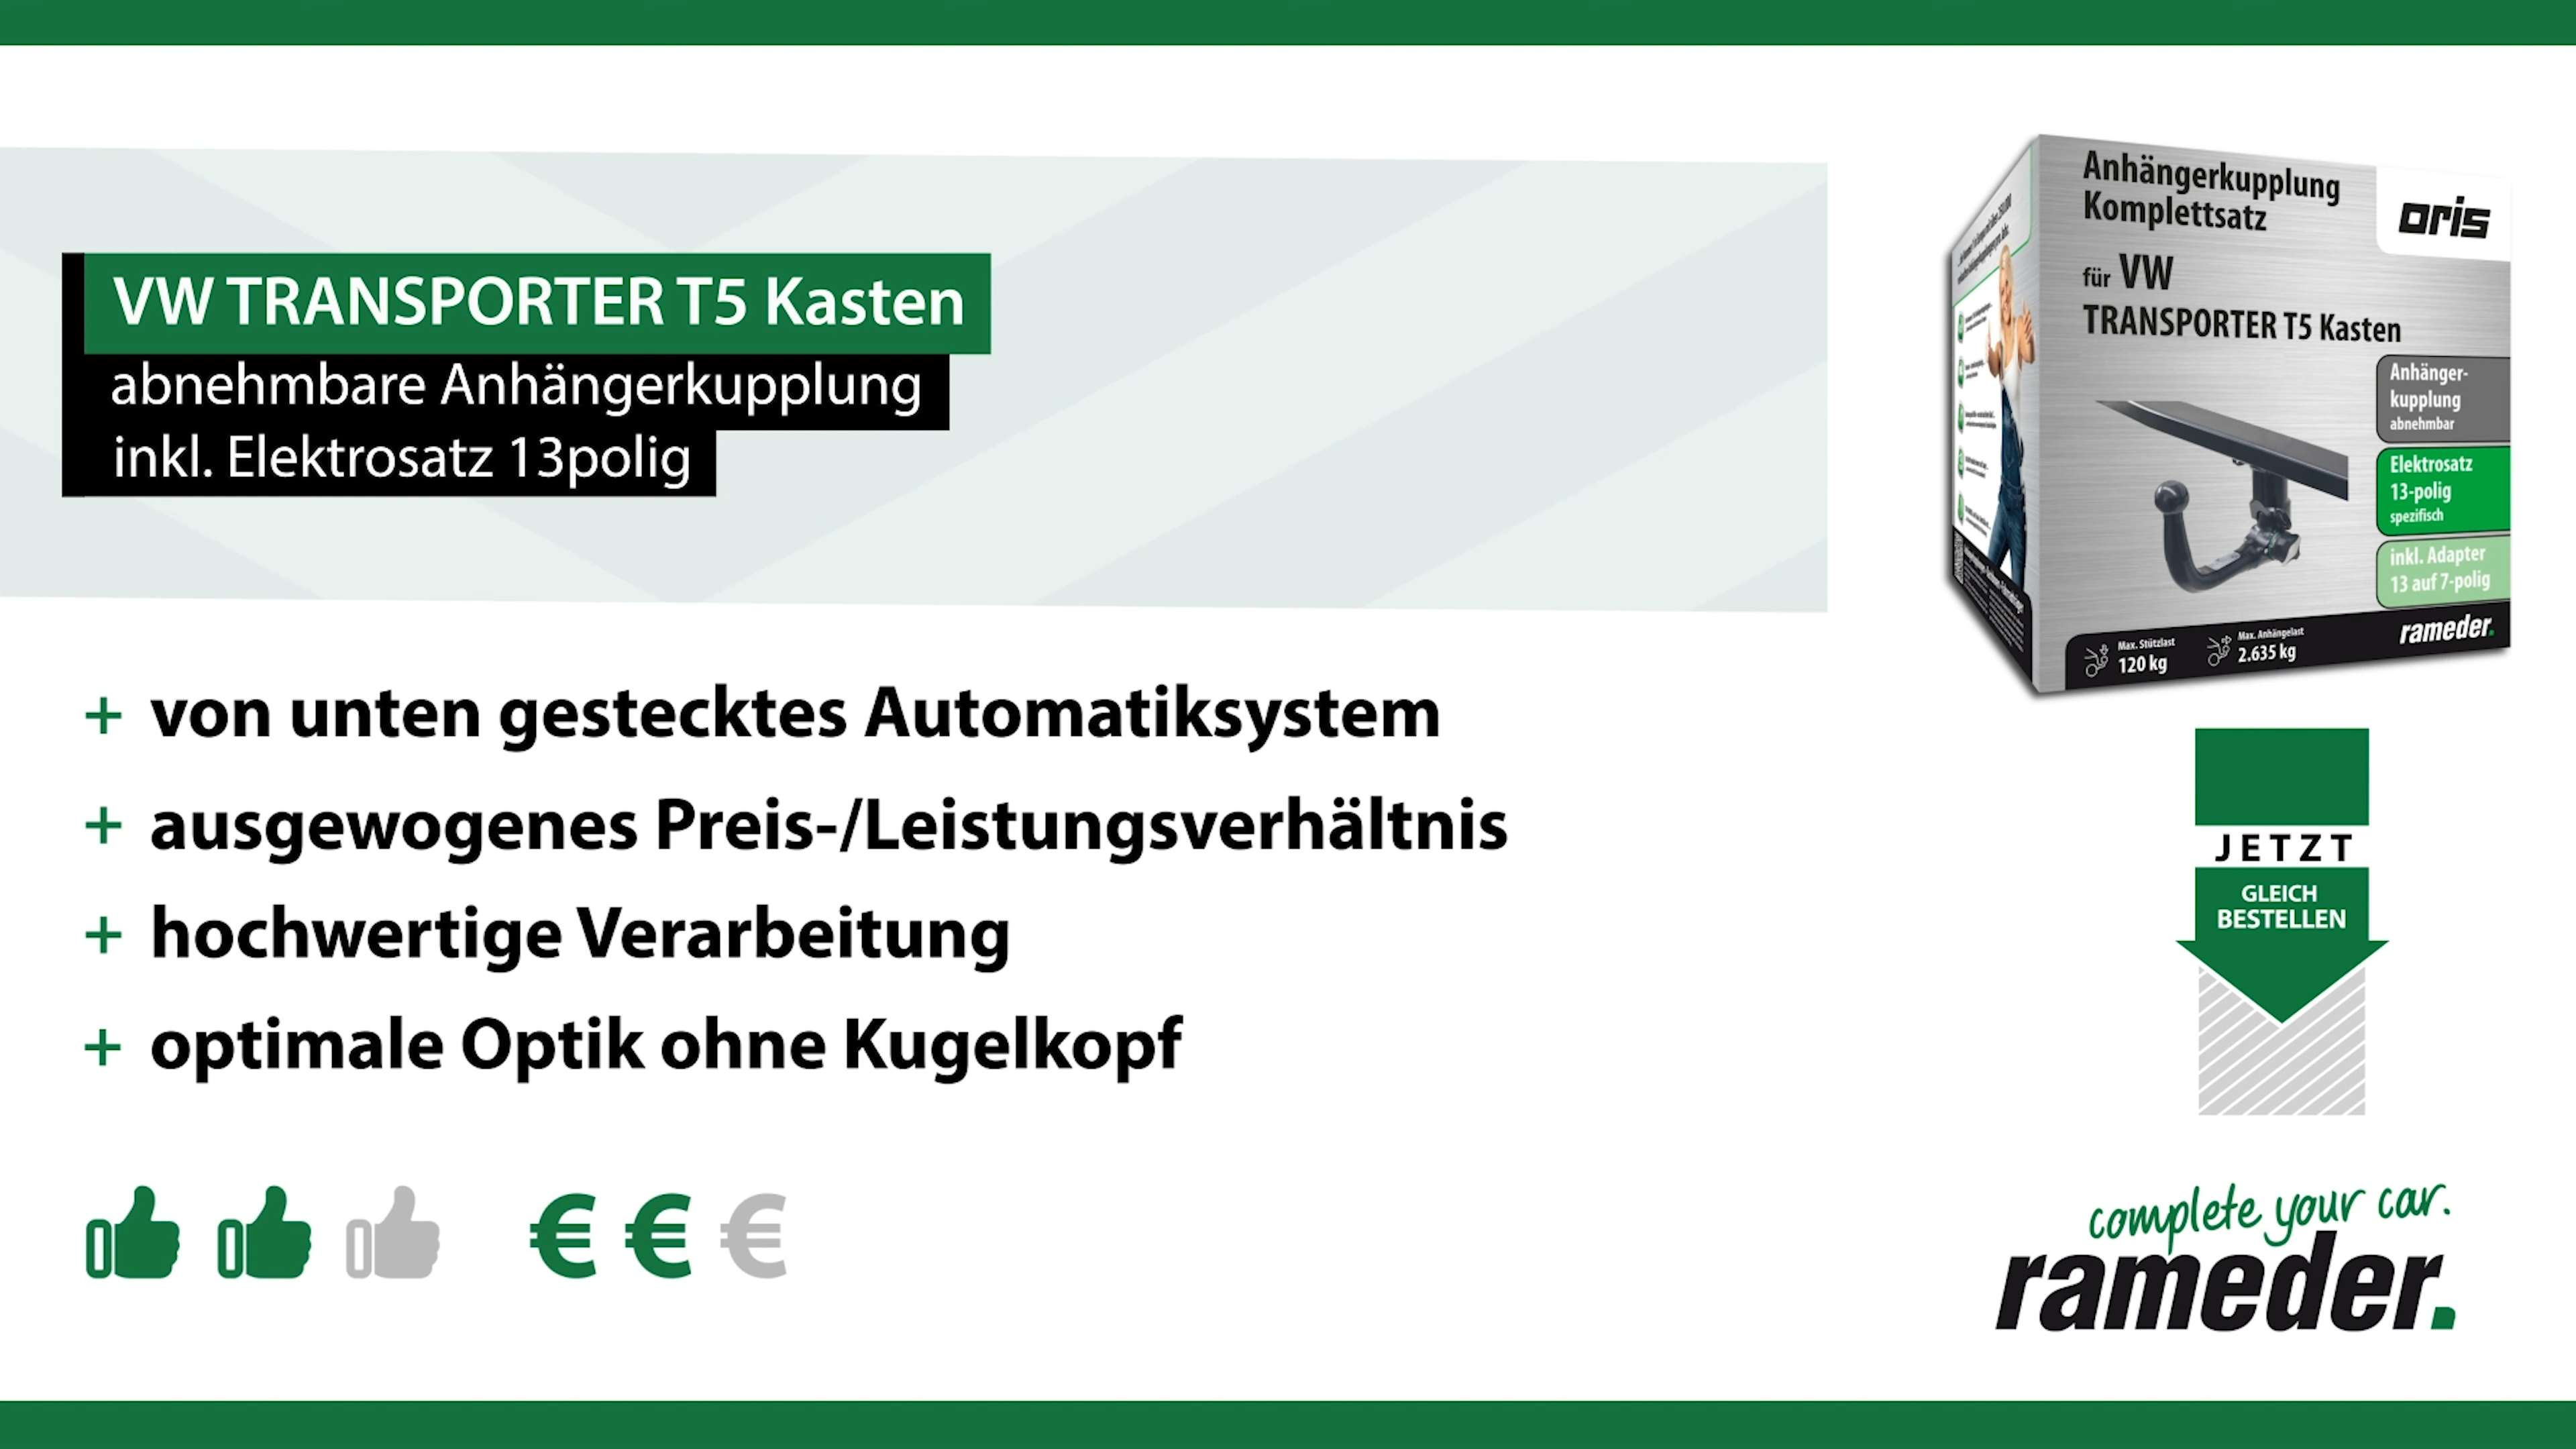 VW TRANSPORTER T5 Kasten
abnehmbare Anhängerkupplung
inkl. Elektrosatz 13polig
+ von unten gestecktes Automatiksystem
+ ausgewogenes Preis-/Leistungsverhältnis
+ hochwertige Verarbeitung
+ optimale Optik ohne Kugelkopf
€ € €
Anhängerkupplung
Komplettsatz
oris
für VW
TRANSPORTER T5 Kasten
Anhänger-
kupplung
abnehmbar
Elektrosatz
13-polig
spezifisch
inkl. Adapter
13 auf 7-polig
Max. Stützlast
120 kg
Max. Anhängelast
2.635 kg
rameder.
JETZT
GLEICH
BESTELLEN
complete your car.
rameder.